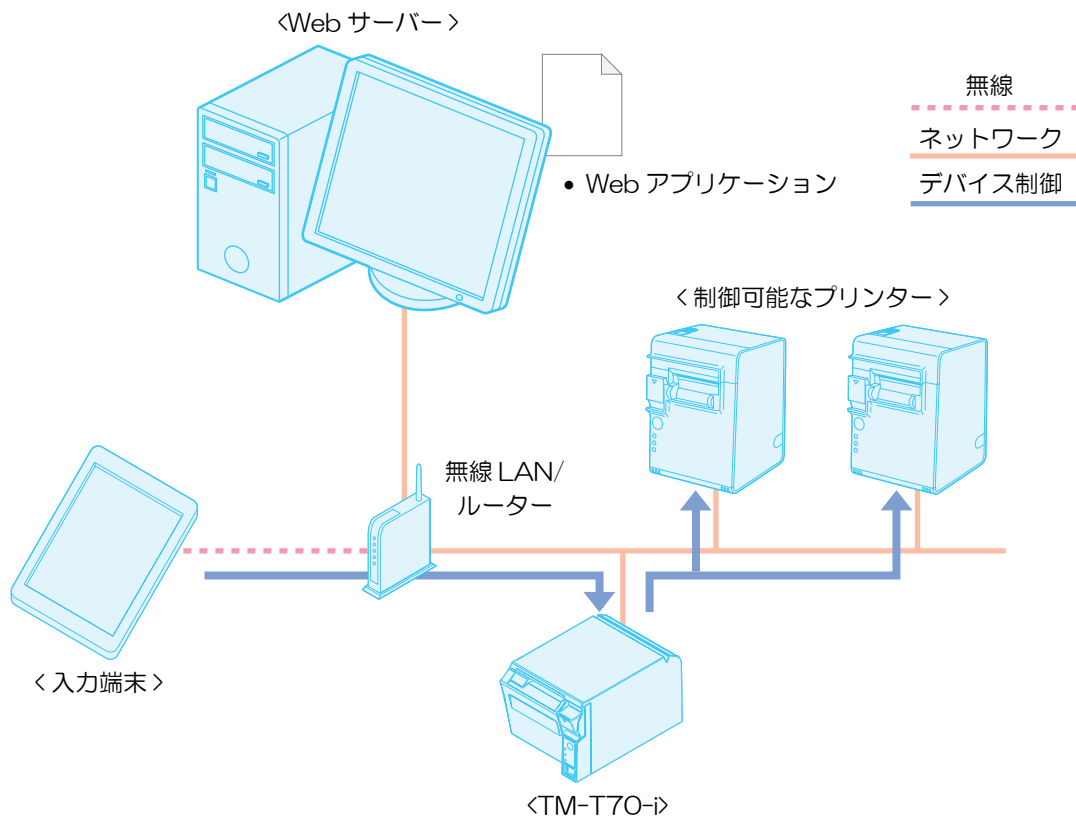 <Web サーバー>
無線
ネットワーク
• Web アプリケーション
デバイス制御
<制御可能なプリンター>
無線 LAN/
ルーター
<入力端末>
<TM-T70-i>